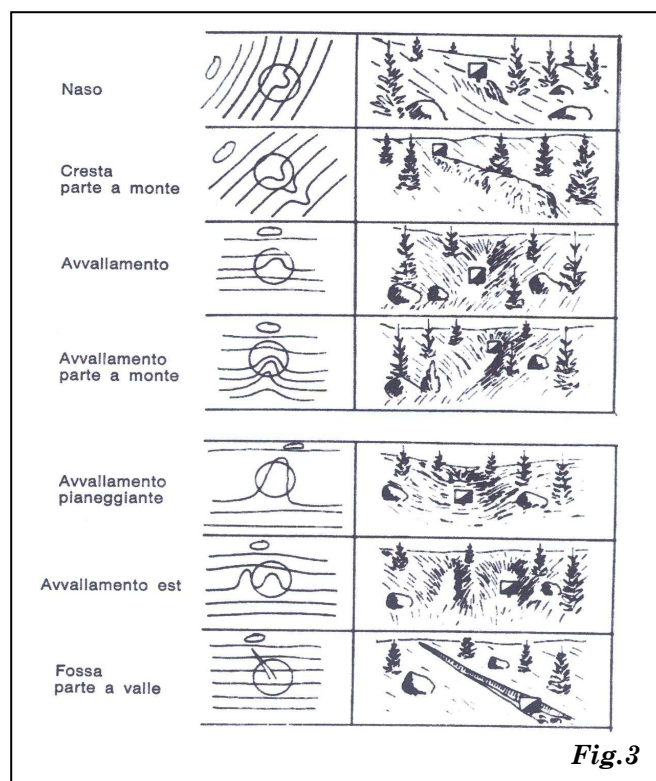 Naso
Cresta
parte a monte
Avvallamento
Avvallamento
parte a monte
Avvallamento
pianeggiante
Avvallamento est
Fossa
parte a valle
Fig.3